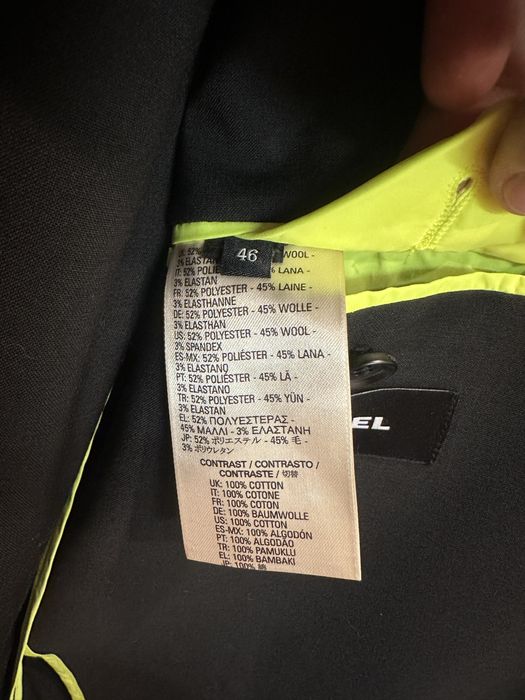 46
UK: 52% WOOL -
3% ELASTAN
IT: 52% POLIE LANA -
3% ELASTAN
FR: 52% POLYESTER - 45% LAINE -
3% ELASTHANNE
DE: 52% POLYESTER - 45% WOLLE -
3% ELASTHAN
US: 52% POLYESTER - 45% WOOL -
3% SPANDEX
ES-MX: 52% POLIÉSTER - 45% LANA -
3% ELASTANO
PT: 52% POLIÉSTER - 45% LÃ -
3% ELASTANO
TR: 52% POLYESTER - 45% YÜN -
3% ELASTAN
EL: 52% ΠΟΛΥΕΣΤΕΡΑΣ -
45% ΜΑΛΛΙ - 3% ΕΛΑΣΤΑΝΗ
JP: 52% ポリエステル - 45% 毛 -
3% ポリウレタン
CONTRAST / CONTRASTO /
CONTRASTE / 切替
UK: 100% COTTON
IT: 100% COTONE
FR: 100% COTON
DE: 100% BAUMWOLLE
US: 100% COTTON
ES-MX: 100% ALGODÓN
PT: 100% ALGODÃO
TR: 100% PAMUKLU
EL: 100% ΒΑΜΒΑΚΙ
JP: 100% 綿
EL